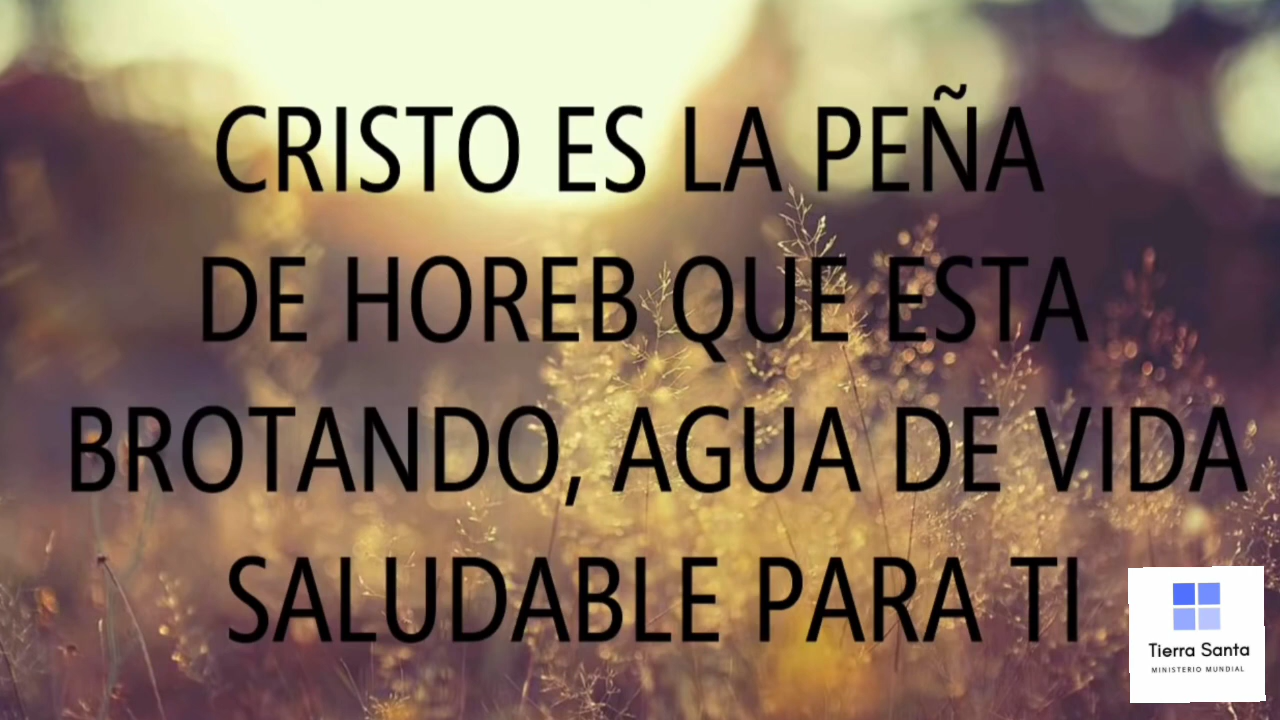 CRISTO ES LA PEÑA
DE HOREB QUE ESTA
BROTANDO, AGUA DE VIDA
SALUDABLE PARA TI
Tierra Santa
MINISTERIO MUNDIAL